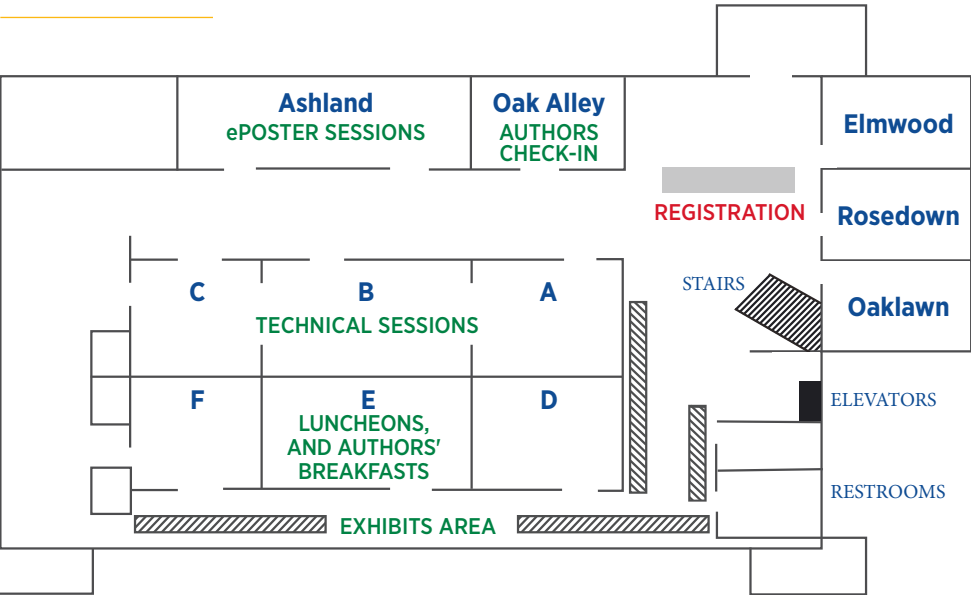 Ashland
ePOSTER SESSIONS
Oak Alley
AUTHORS
CHECK-IN
Elmwood
REGISTRATION
Rosedown
STAIRS
Oaklawn
C
B
A
TECHNICAL SESSIONS
F
E
D
LUNCHEONS,
AND AUTHORS'
BREAKFASTS
ELEVATORS
RESTROOMS
EXHIBITS AREA